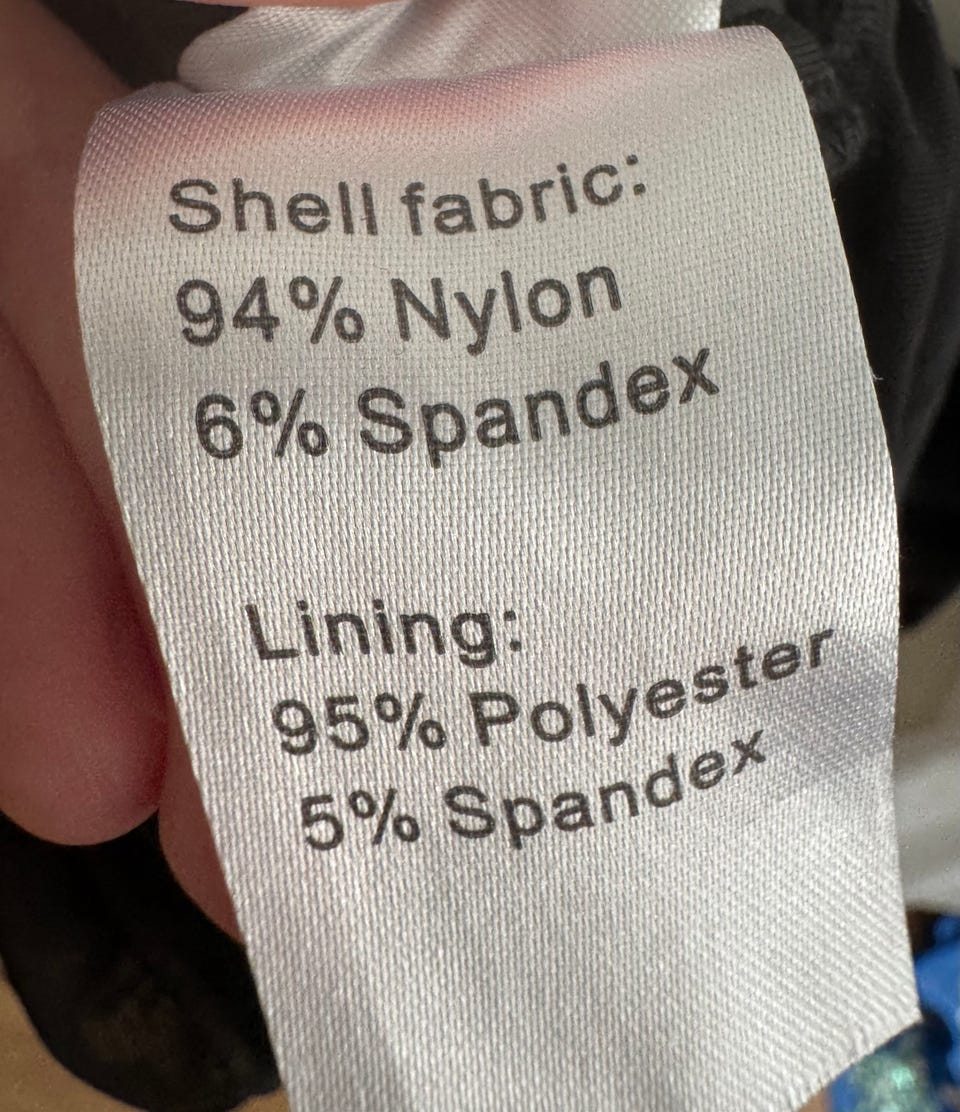 Shell fabric:
94% Nylon
6% Spandex
Lining:
95% Polyester
5% Spandex